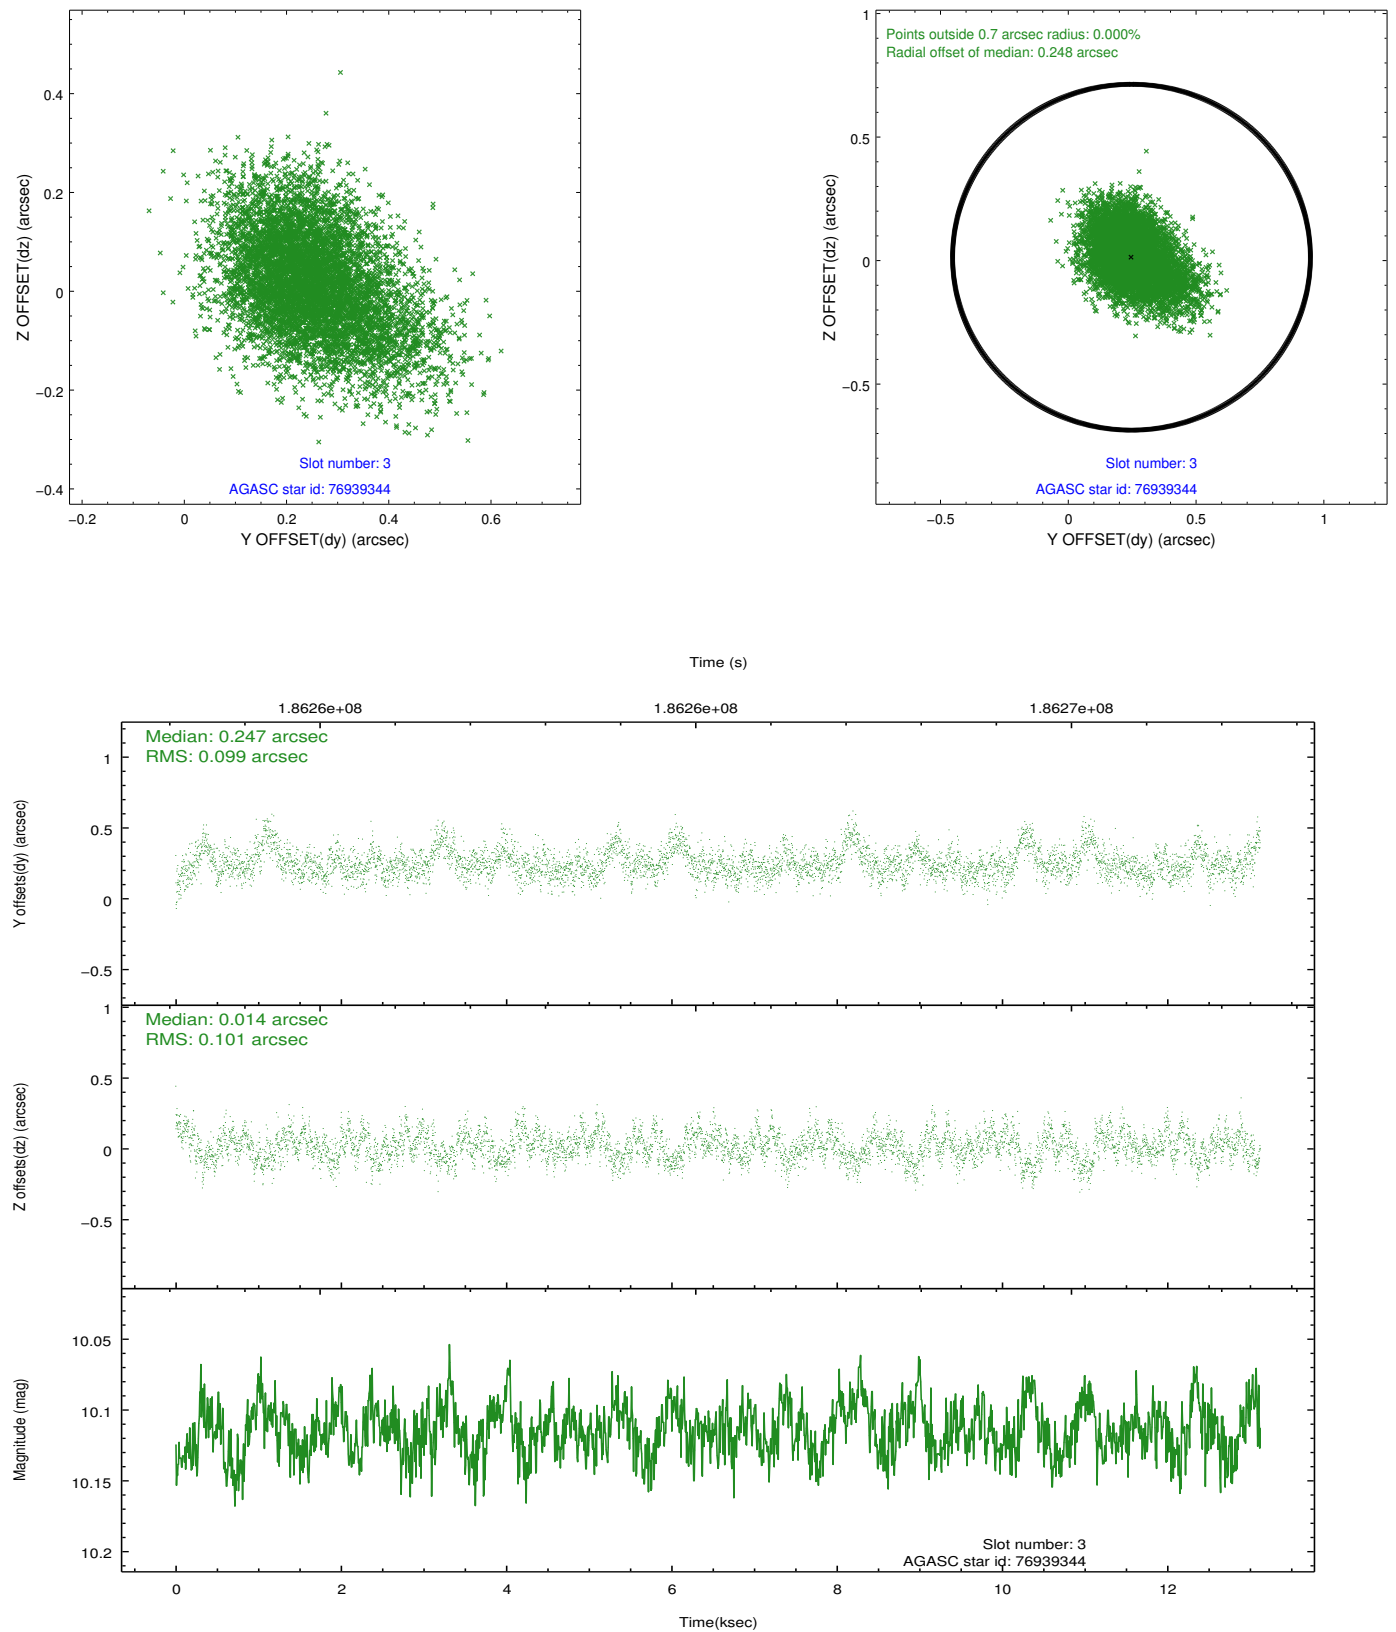 0.4
0.2
0
−0.2
−0.4
Z OFFSET(dz) (arcsec)
Slot number: 3
AGASC star id: 76939344
−0.2 0 0.2 0.4 0.6
Y OFFSET(dy) (arcsec)
Points outside 0.7 arcsec radius: 0.000%
Radial offset of median: 0.248 arcsec
1
0.5
0
−0.5
Z OFFSET(dz) (arcsec)
Slot number: 3
AGASC star id: 76939344
−0.5 0 0.5 1
Y OFFSET(dy) (arcsec)
Time (s)
1.8626e+08 1.8626e+08 1.8627e+08
Median: 0.247 arcsec
RMS: 0.099 arcsec
1
0.5
0
−0.5
Y offsets(dy) (arcsec)
Median: 0.014 arcsec
RMS: 0.101 arcsec
1
0.5
0
−0.5
Z offsets(dz) (arcsec)
10.05
10.1
10.15
10.2
Magnitude (mag)
Slot number: 3
AGASC star id: 76939344
0 2 4 6 8 10 12
Time(ksec)